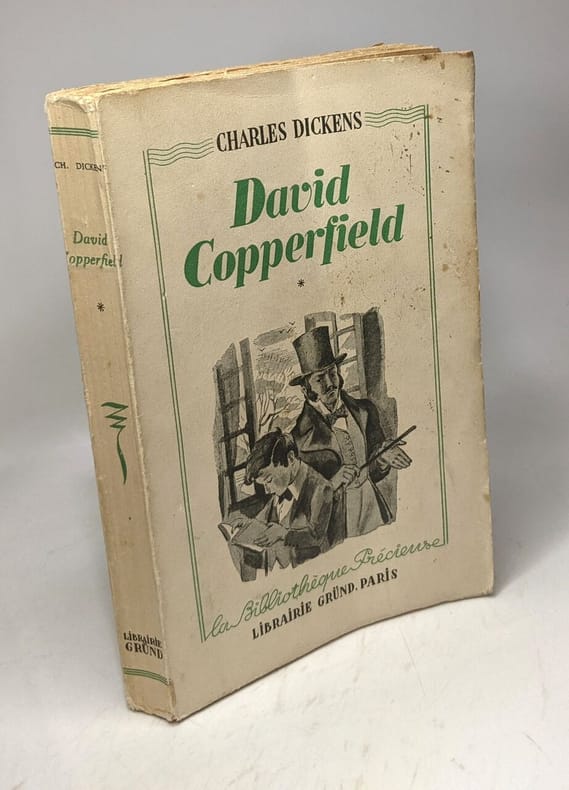 CHARLES DICKENS
David
Copperfield
*
la Bibliothèque Précieuse
LIBRAIRIE GRÜND. PARIS
CH. DICKENS
David
Copperfield
*
LIBRAIRIE
GRÜND